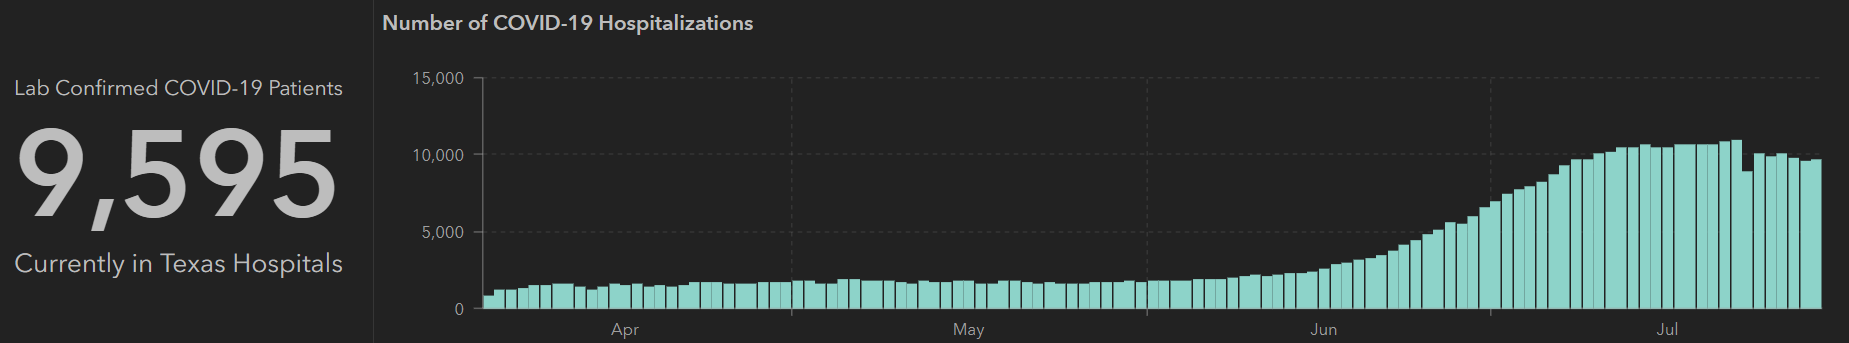 Lab Confirmed COVID-19 Patients
9,595
Currently in Texas Hospitals
Number of COVID-19 Hospitalizations
15,000
10,000
5,000
0
Apr May Jun Jul